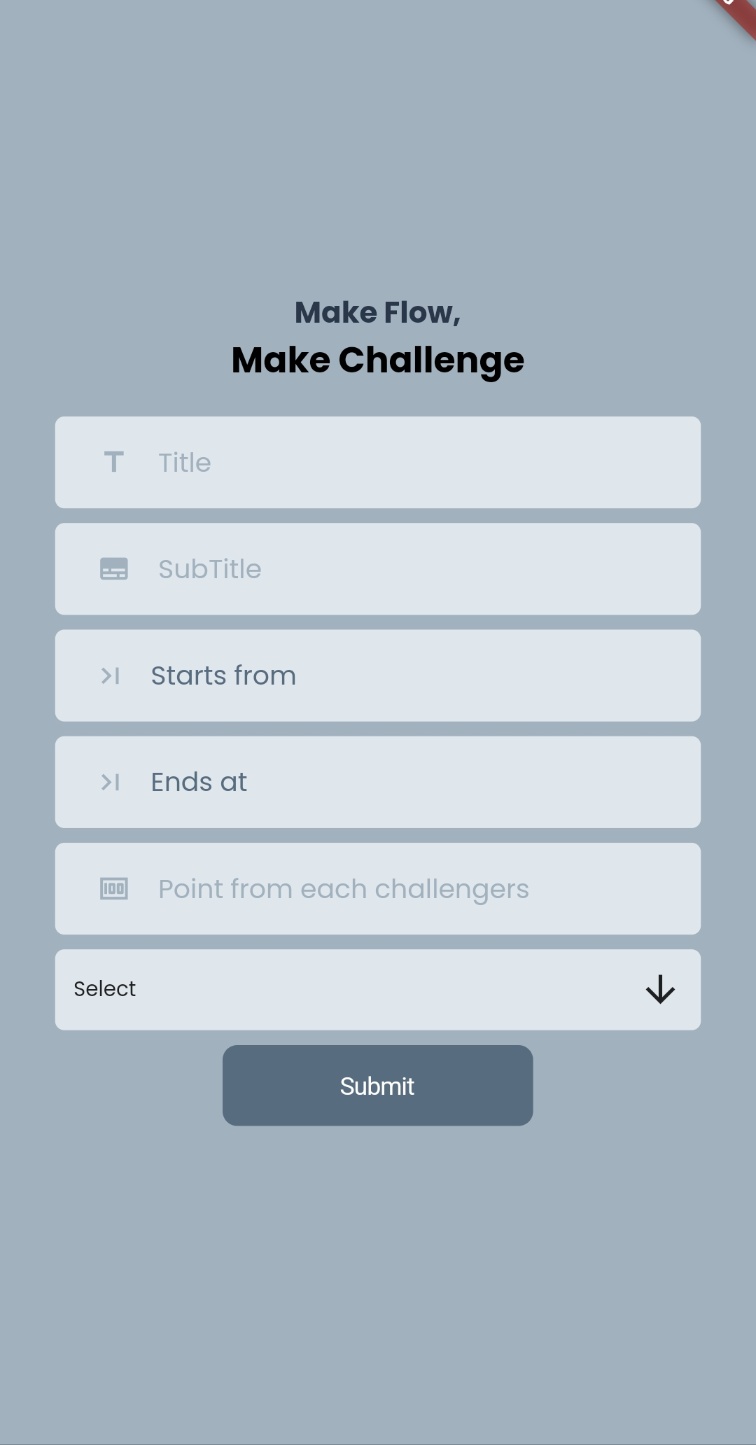 Make Flow,
Make Challenge
Title
SubTitle
Starts from
Ends at
Point from each challengers
Select
Submit